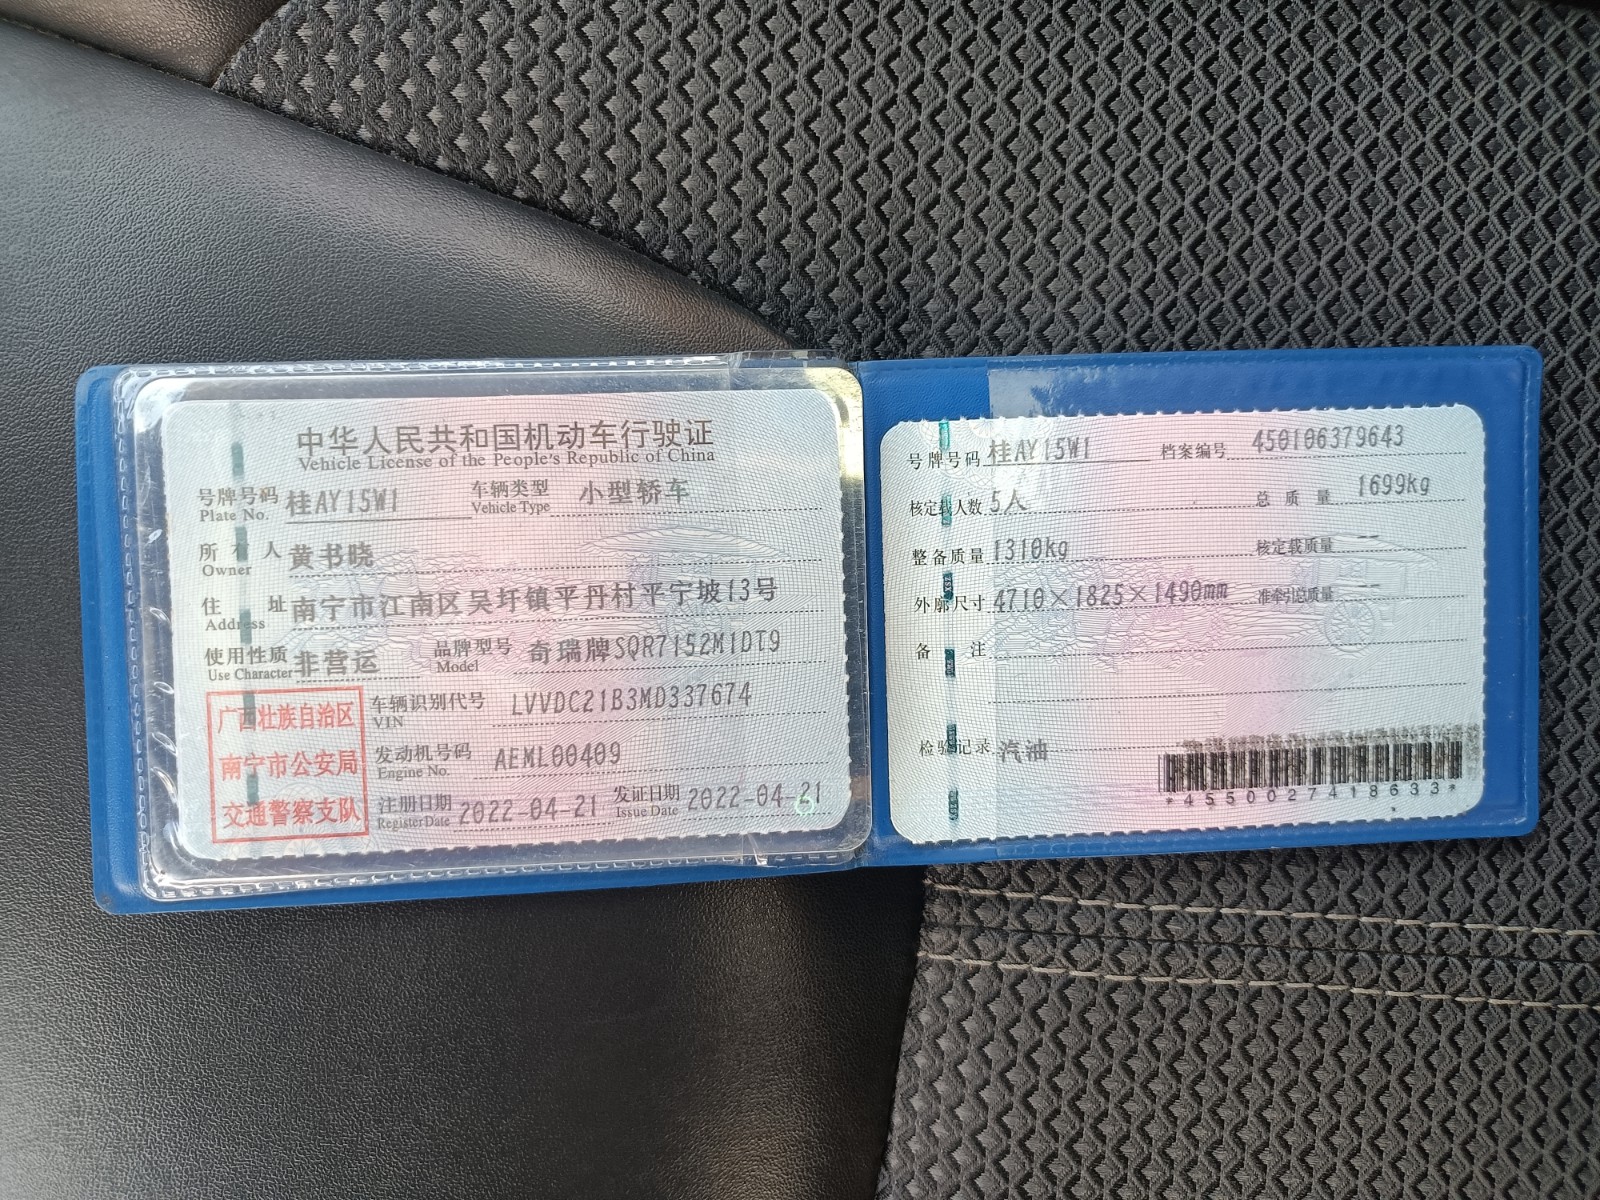 中华人民共和国机动车行驶证
Vehicle License of the People's Republic of China
号牌号码 桂AY15W1 车辆类型 小型轿车
Plate No. Vehicle Type
所有人 黄书晓
Owner
住址 南宁市江南区吴圩镇平丹村平宁坡13号
Address
使用性质 非营运 品牌型号 奇瑞牌SQR7152M1DT9
Use Character Model
广西壮族自治区
南宁市公安局
交通警察支队
车辆识别代号 LVVDC21B3MD337674
VIN
发动机号码 AEML00409
Engine No.
注册日期 2022-04-21 发证日期 2022-04-21
Register Date Issue Date
号牌号码 桂AY15W1 档案编号 450106379643
核定载人数 5人 总质量 1699kg
整备质量 1310kg 核定载质量 --
外廓尺寸 4710×1825×1490mm 准牵引总质量 --
备注
检验记录 汽油
*4550027418633*